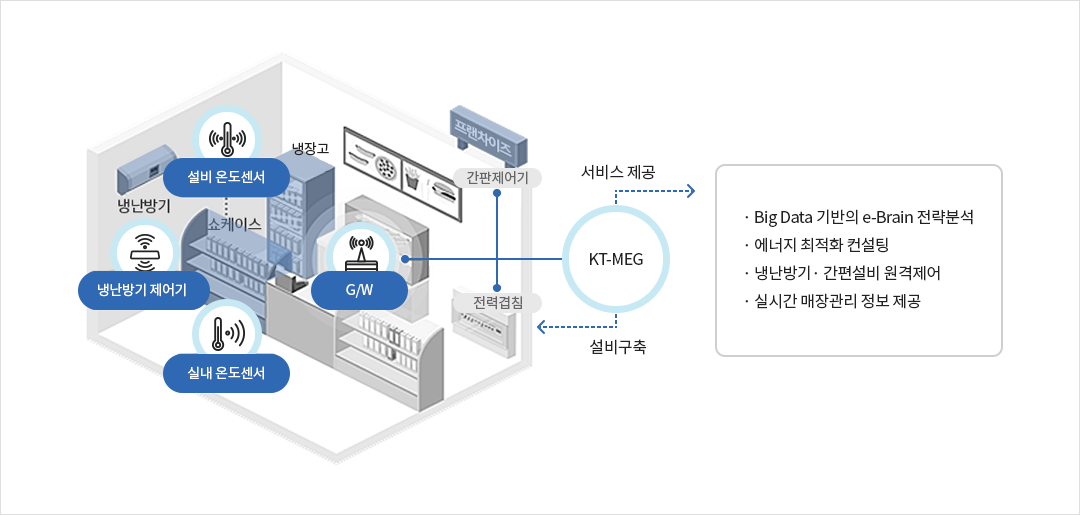 프랜차이즈
냉장고
설비 온도센서
간판제어기
서비스 제공
냉난방기
쇼케이스
· Big Data 기반의 e-Brain 전략분석
· 에너지 최적화 컨설팅
· 냉난방기· 간편설비 원격제어
· 실시간 매장관리 정보 제공
KT-MEG
냉난방기 제어기
G/W
전력겁침
설비구축
실내 온도센서